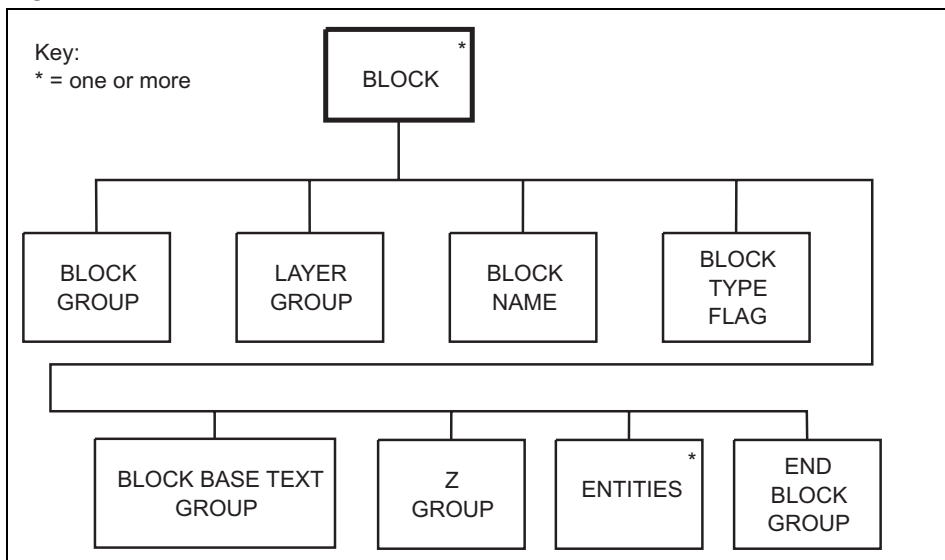 Key:
* = one or more
*
BLOCK
BLOCK
GROUP
LAYER
GROUP
BLOCK
NAME
BLOCK
TYPE
FLAG
BLOCK BASE TEXT
GROUP
Z
GROUP
*
ENTITIES
END
BLOCK
GROUP